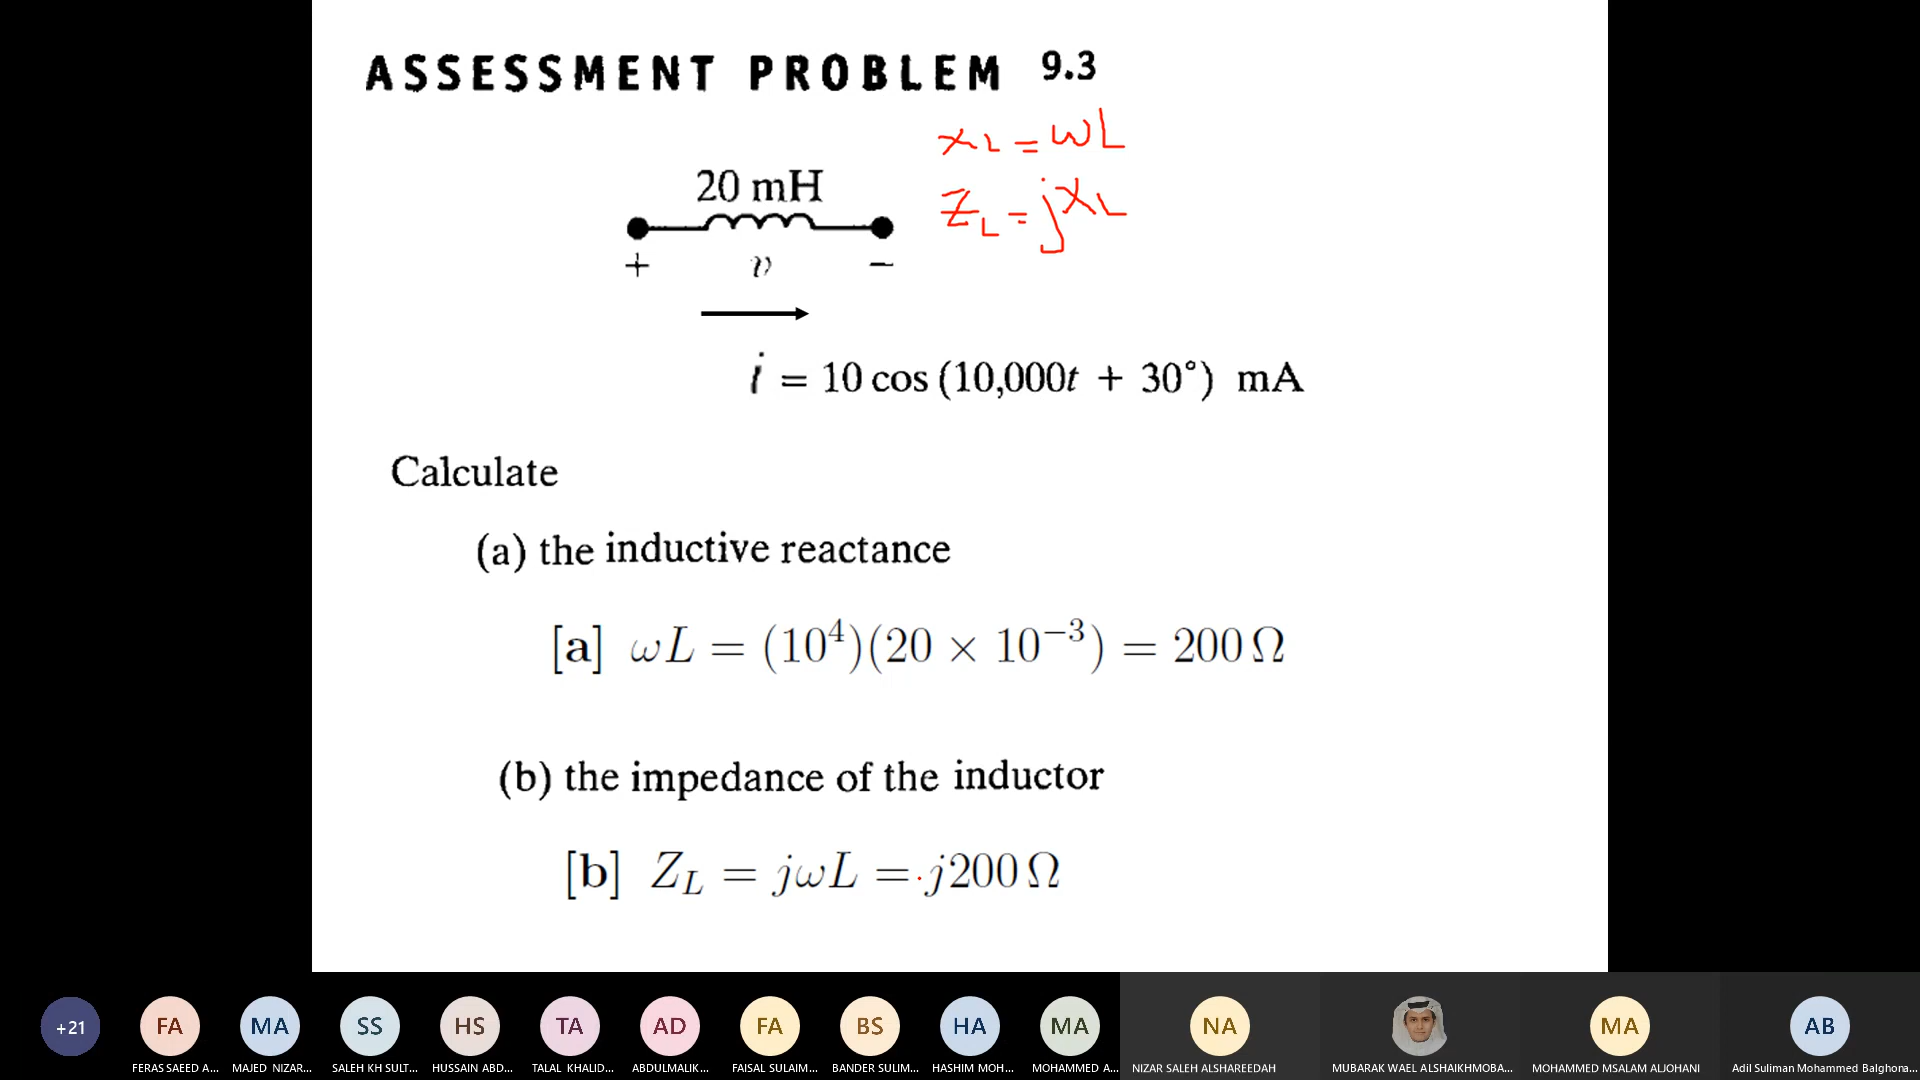 ASSESSMENT PROBLEM 9.3
XL = ωL
ZL = jXL
20 mH
+ v −
i = 10 cos (10,000t + 30°) mA
Calculate
(a) the inductive reactance
[a] ωL = (10⁴)(20 × 10⁻³) = 200 Ω
(b) the impedance of the inductor
[b] Z_L = jωL = j200 Ω
+21 FA MA SS HS TA AD FA BS HA MA NA MA AB
FERAS SAEED A... MAJED NIZAR... SALEH KH SULT... HUSSAIN ABD... TALAL KHALID... ABDULMALIK... FAISAL SULAIM... BANDER SULIM... HASHIM MOH... MOHAMMED A... NIZAR SALEH ALSHAREEDAH MUBARAK WAEL ALSHAIKHMOBA... MOHAMMED MSALAM ALJOHANI Adil Suliman Mohammed Balghona...